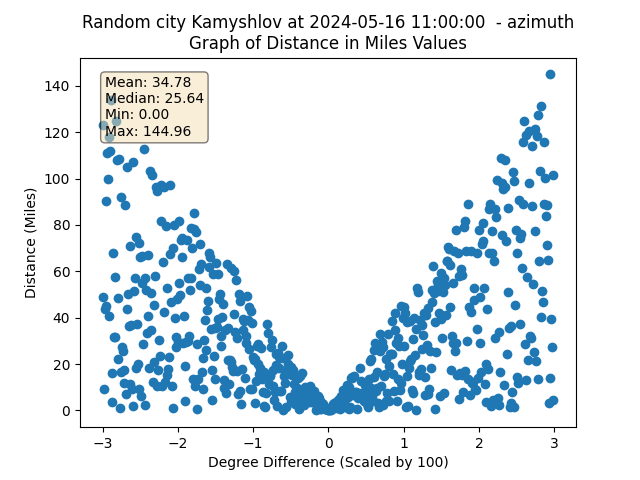 Random city Kamyshlov at 2024-05-16 11:00:00  - azimuth
Graph of Distance in Miles Values
Mean: 34.78
Median: 25.64
Min: 0.00
Max: 144.96
140
120
100
80
60
40
20
0
Distance (Miles)
−3
−2
−1
0
1
2
3
Degree Difference (Scaled by 100)